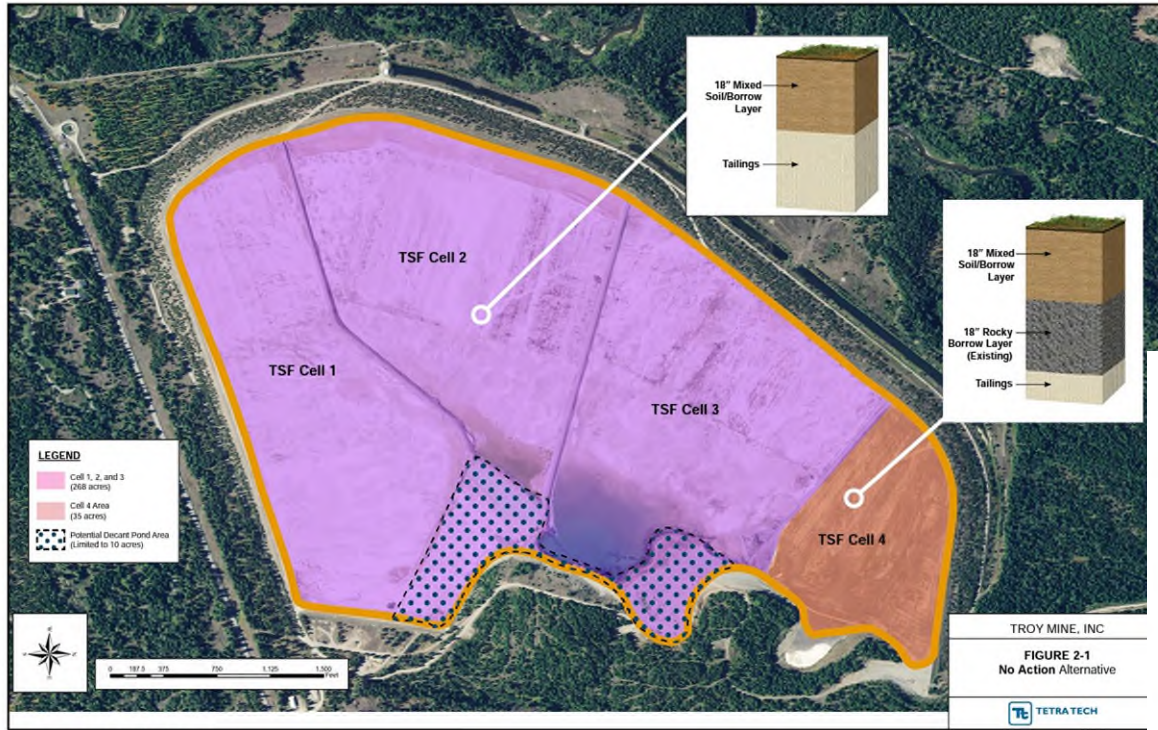 18" Mixed
Soil/Borrow
Layer
Tailings
18" Mixed
Soil/Borrow
Layer
18" Rocky
Borrow Layer
(Existing)
Tailings
TSF Cell 2
TSF Cell 1
TSF Cell 3
TSF Cell 4
LEGEND
Cell 1, 2, and 3
(268 acres)
Cell 4 Area
(35 acres)
Potential Decant Pond Area
(Limited to 10 acres)
0 187.5 375 750 1,125 1,500
Feet
TROY MINE, INC
FIGURE 2-1
No Action Alternative
Tt TETRA TECH